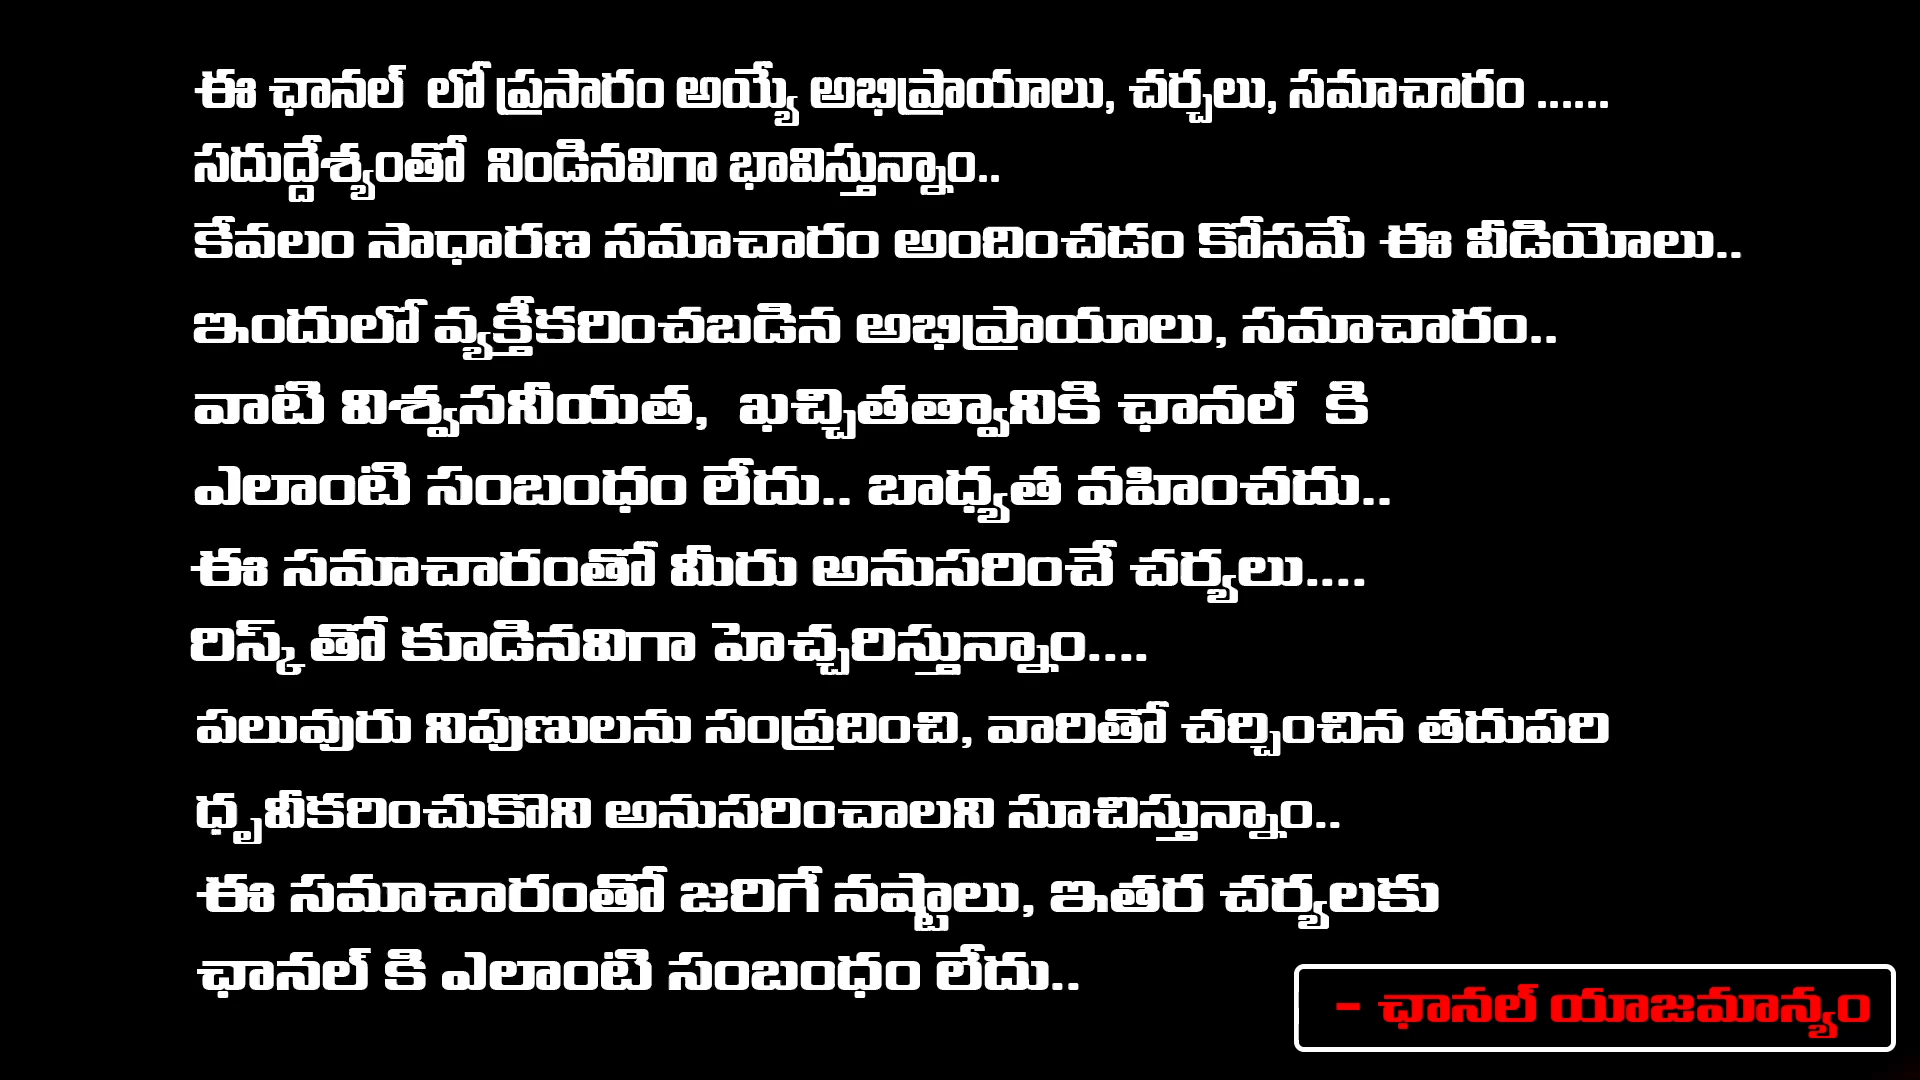 ఈ ఛానల్ లో ప్రసారం అయ్యే అభిప్రాయాలు, చర్చలు, సమాచారం ......
సదుద్దేశ్యంతో నిండినవిగా భావిస్తున్నాం..
కేవలం సాధారణ సమాచారం అందించడం కోసమే ఈ వీడియోలు..
ఇందులో వ్యక్తీకరించబడిన అభిప్రాయాలు, సమాచారం..
వాటి విశ్వసనీయత, ఖచ్చితత్వానికి ఛానల్ కి
ఎలాంటి సంబంధం లేదు.. బాధ్యత వహించదు..
ఈ సమాచారంతో మీరు అనుసరించే చర్యలు....
రిస్క్ తో కూడినవిగా హెచ్చరిస్తున్నాం....
పలువురు నిపుణులను సంప్రదించి, వారితో చర్చించిన తదుపరి
ధృవీకరించుకొని అనుసరించాలని సూచిస్తున్నాం..
ఈ సమాచారంతో జరిగే నష్టాలు, ఇతర చర్యలకు
ఛానల్ కి ఎలాంటి సంబంధం లేదు..
- ఛానల్ యాజమాన్యం